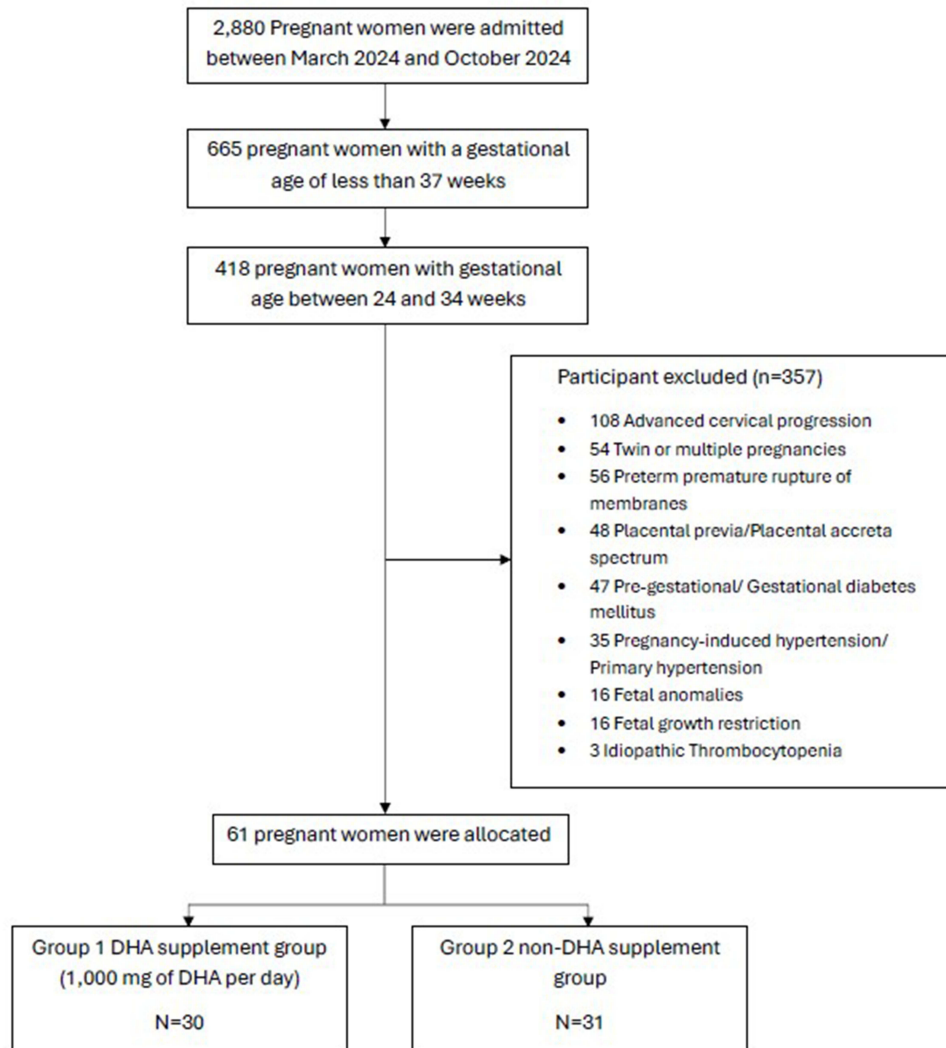 2,880 Pregnant women were admitted
between March 2024 and October 2024
665 pregnant women with a gestational
age of less than 37 weeks
418 pregnant women with gestational
age between 24 and 34 weeks
Participant excluded (n=357)
• 108 Advanced cervical progression
• 54 Twin or multiple pregnancies
• 56 Preterm premature rupture of
membranes
• 48 Placental previa/Placental accreta
spectrum
• 47 Pre-gestational/ Gestational diabetes
mellitus
• 35 Pregnancy-induced hypertension/
Primary hypertension
• 16 Fetal anomalies
• 16 Fetal growth restriction
• 3 Idiopathic Thrombocytopenia
61 pregnant women were allocated
Group 1 DHA supplement group
(1,000 mg of DHA per day)
N=30
Group 2 non-DHA supplement
group
N=31